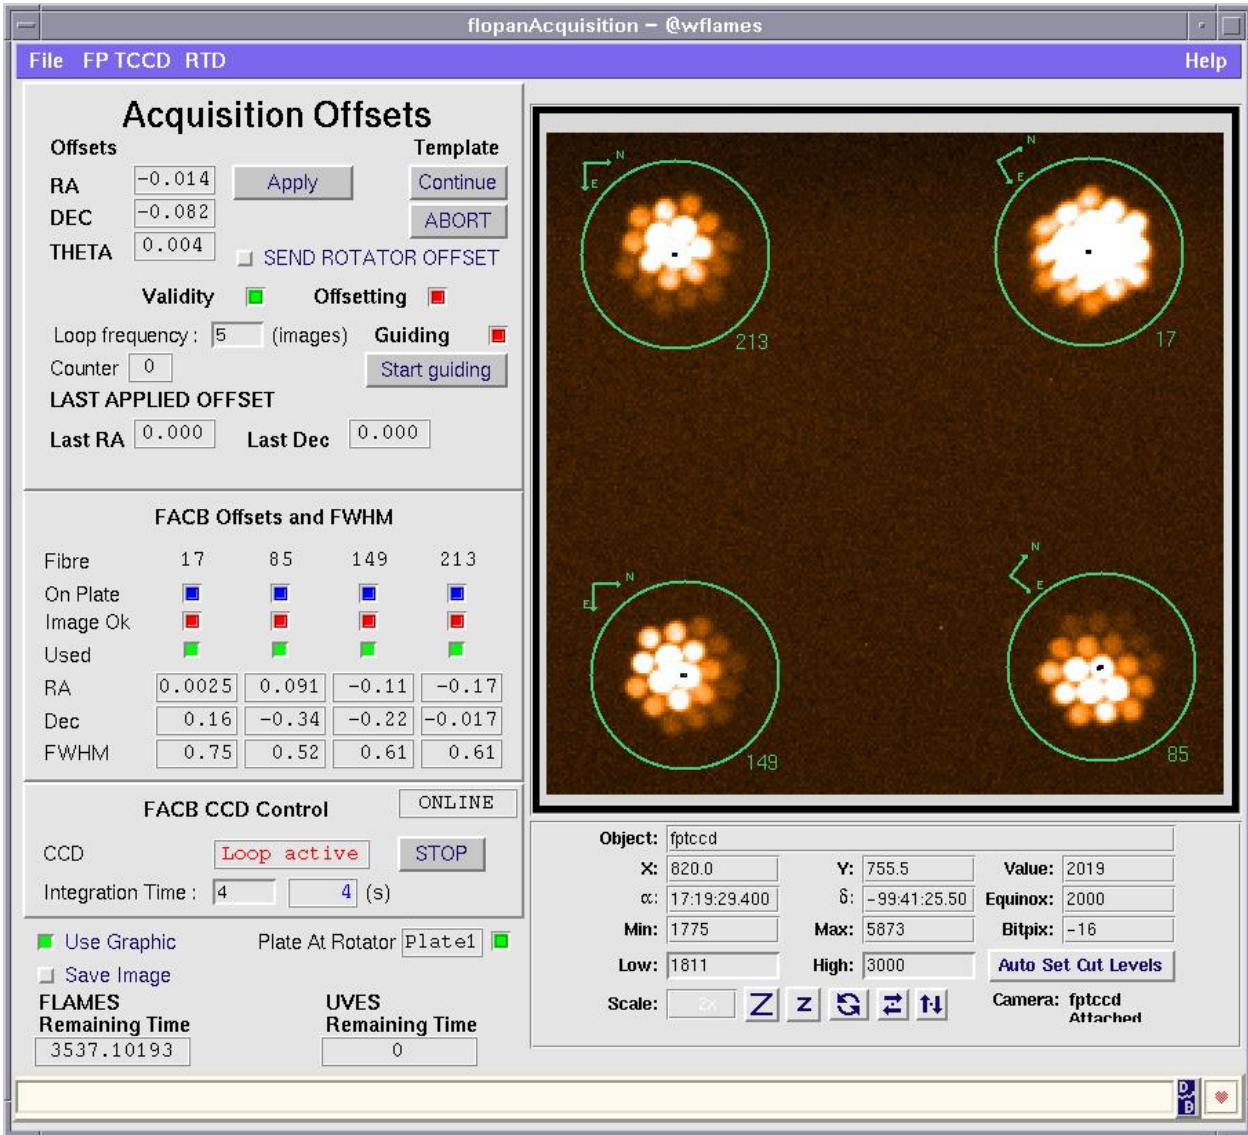 flopanAcquisition – @wflames
File FP TCCD RTD Help
Acquisition Offsets
Offsets Template
RA -0.014 Apply Continue
DEC -0.082 ABORT
THETA 0.004 SEND ROTATOR OFFSET
Validity Offsetting
Loop frequency : 5 (images) Guiding
Counter 0 Start guiding
LAST APPLIED OFFSET
Last RA 0.000 Last Dec 0.000
FACB Offsets and FWHM
Fibre 17 85 149 213
On Plate
Image Ok
Used
RA 0.0025 0.091 -0.11 -0.17
Dec 0.16 -0.34 -0.22 -0.017
FWHM 0.75 0.52 0.61 0.61
FACB CCD Control ONLINE
CCD Loop active STOP
Integration Time : 4 4 (s)
Use Graphic Plate At Rotator Plate1
Save Image
FLAMES UVES
Remaining Time Remaining Time
3537.10193 0
N N
E E
213 17
N N
E E
149 85
Object: fptccd
X: 820.0 Y: 755.5 Value: 2019
α: 17:19:29.400 δ: -99:41:25.50 Equinox: 2000
Min: 1775 Max: 5873 Bitpix: -16
Low: 1811 High: 3000 Auto Set Cut Levels
Scale: 2x Z z Camera: fptccd
Attached
D
B